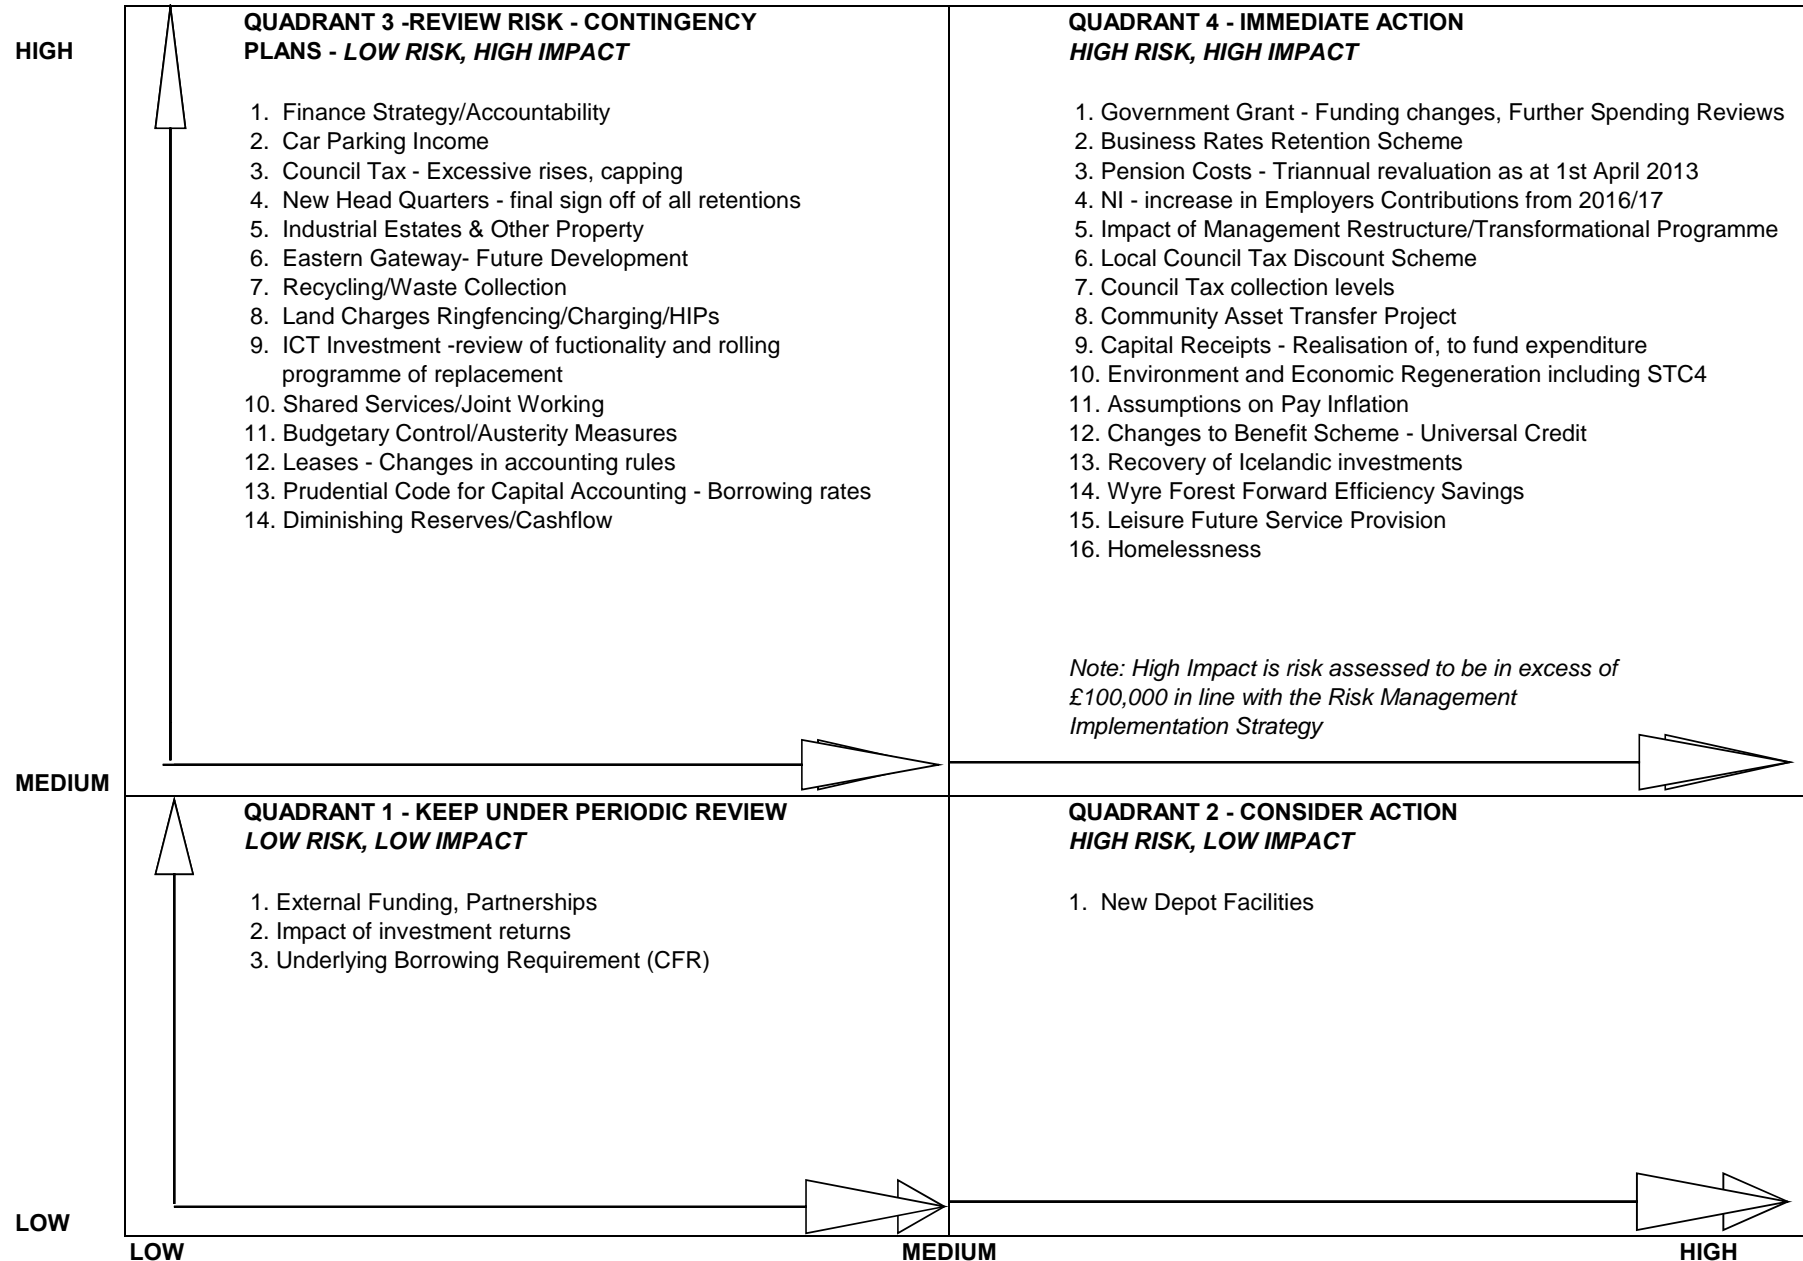 HIGH
QUADRANT 3 -REVIEW RISK - CONTINGENCY
PLANS - LOW RISK, HIGH IMPACT
1. Finance Strategy/Accountability
2. Car Parking Income
3. Council Tax - Excessive rises, capping
4. New Head Quarters - final sign off of all retentions
5. Industrial Estates & Other Property
6. Eastern Gateway- Future Development
7. Recycling/Waste Collection
8. Land Charges Ringfencing/Charging/HIPs
9. ICT Investment -review of fuctionality and rolling
programme of replacement
10. Shared Services/Joint Working
11. Budgetary Control/Austerity Measures
12. Leases - Changes in accounting rules
13. Prudential Code for Capital Accounting - Borrowing rates
14. Diminishing Reserves/Cashflow
QUADRANT 4 - IMMEDIATE ACTION
HIGH RISK, HIGH IMPACT
1. Government Grant - Funding changes, Further Spending Reviews
2. Business Rates Retention Scheme
3. Pension Costs - Triannual revaluation as at 1st April 2013
4. NI - increase in Employers Contributions from 2016/17
5. Impact of Management Restructure/Transformational Programme
6. Local Council Tax Discount Scheme
7. Council Tax collection levels
8. Community Asset Transfer Project
9. Capital Receipts - Realisation of, to fund expenditure
10. Environment and Economic Regeneration including STC4
11. Assumptions on Pay Inflation
12. Changes to Benefit Scheme - Universal Credit
13. Recovery of Icelandic investments
14. Wyre Forest Forward Efficiency Savings
15. Leisure Future Service Provision
16. Homelessness
Note: High Impact is risk assessed to be in excess of
£100,000 in line with the Risk Management
Implementation Strategy
MEDIUM
QUADRANT 1 - KEEP UNDER PERIODIC REVIEW
LOW RISK, LOW IMPACT
1. External Funding, Partnerships
2. Impact of investment returns
3. Underlying Borrowing Requirement (CFR)
QUADRANT 2 - CONSIDER ACTION
HIGH RISK, LOW IMPACT
1. New Depot Facilities
LOW
LOW
MEDIUM
HIGH